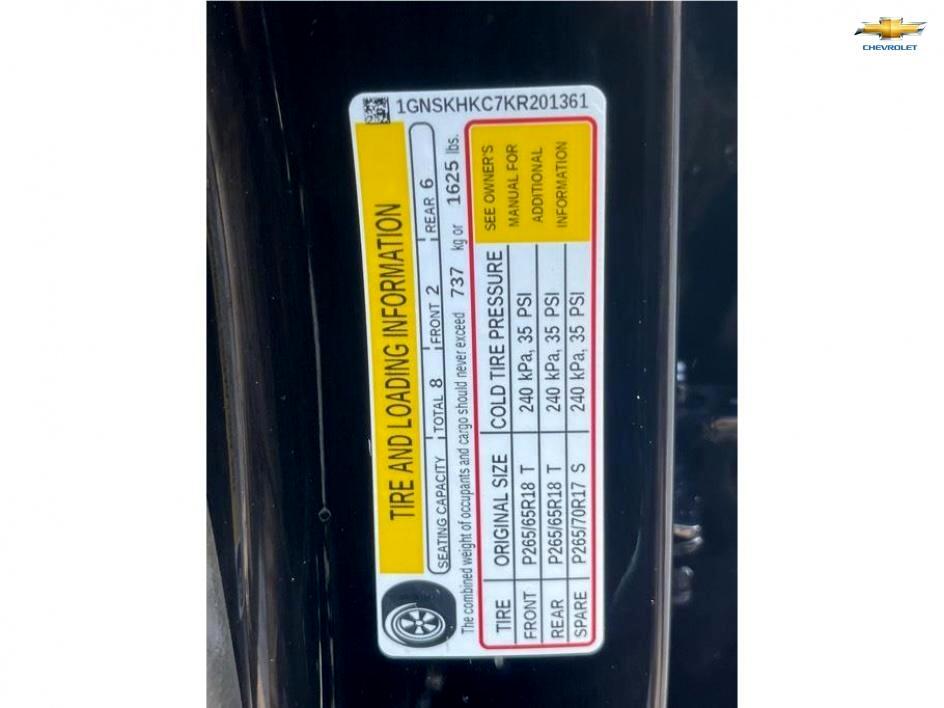 CHEVROLET
1GNSKHKC7KR201361
TIRE AND LOADING INFORMATION
SEATING CAPACITY TOTAL 8 FRONT 2 REAR 6
The combined weight of occupants and cargo should never exceed 737 kg or 1625 lbs.
TIRE ORIGINAL SIZE COLD TIRE PRESSURE
FRONT P265/65R18 T 240 kPa, 35 PSI
REAR P265/65R18 T 240 kPa, 35 PSI
SPARE P265/70R17 S 240 kPa, 35 PSI
SEE OWNER'S
MANUAL FOR
ADDITIONAL
INFORMATION